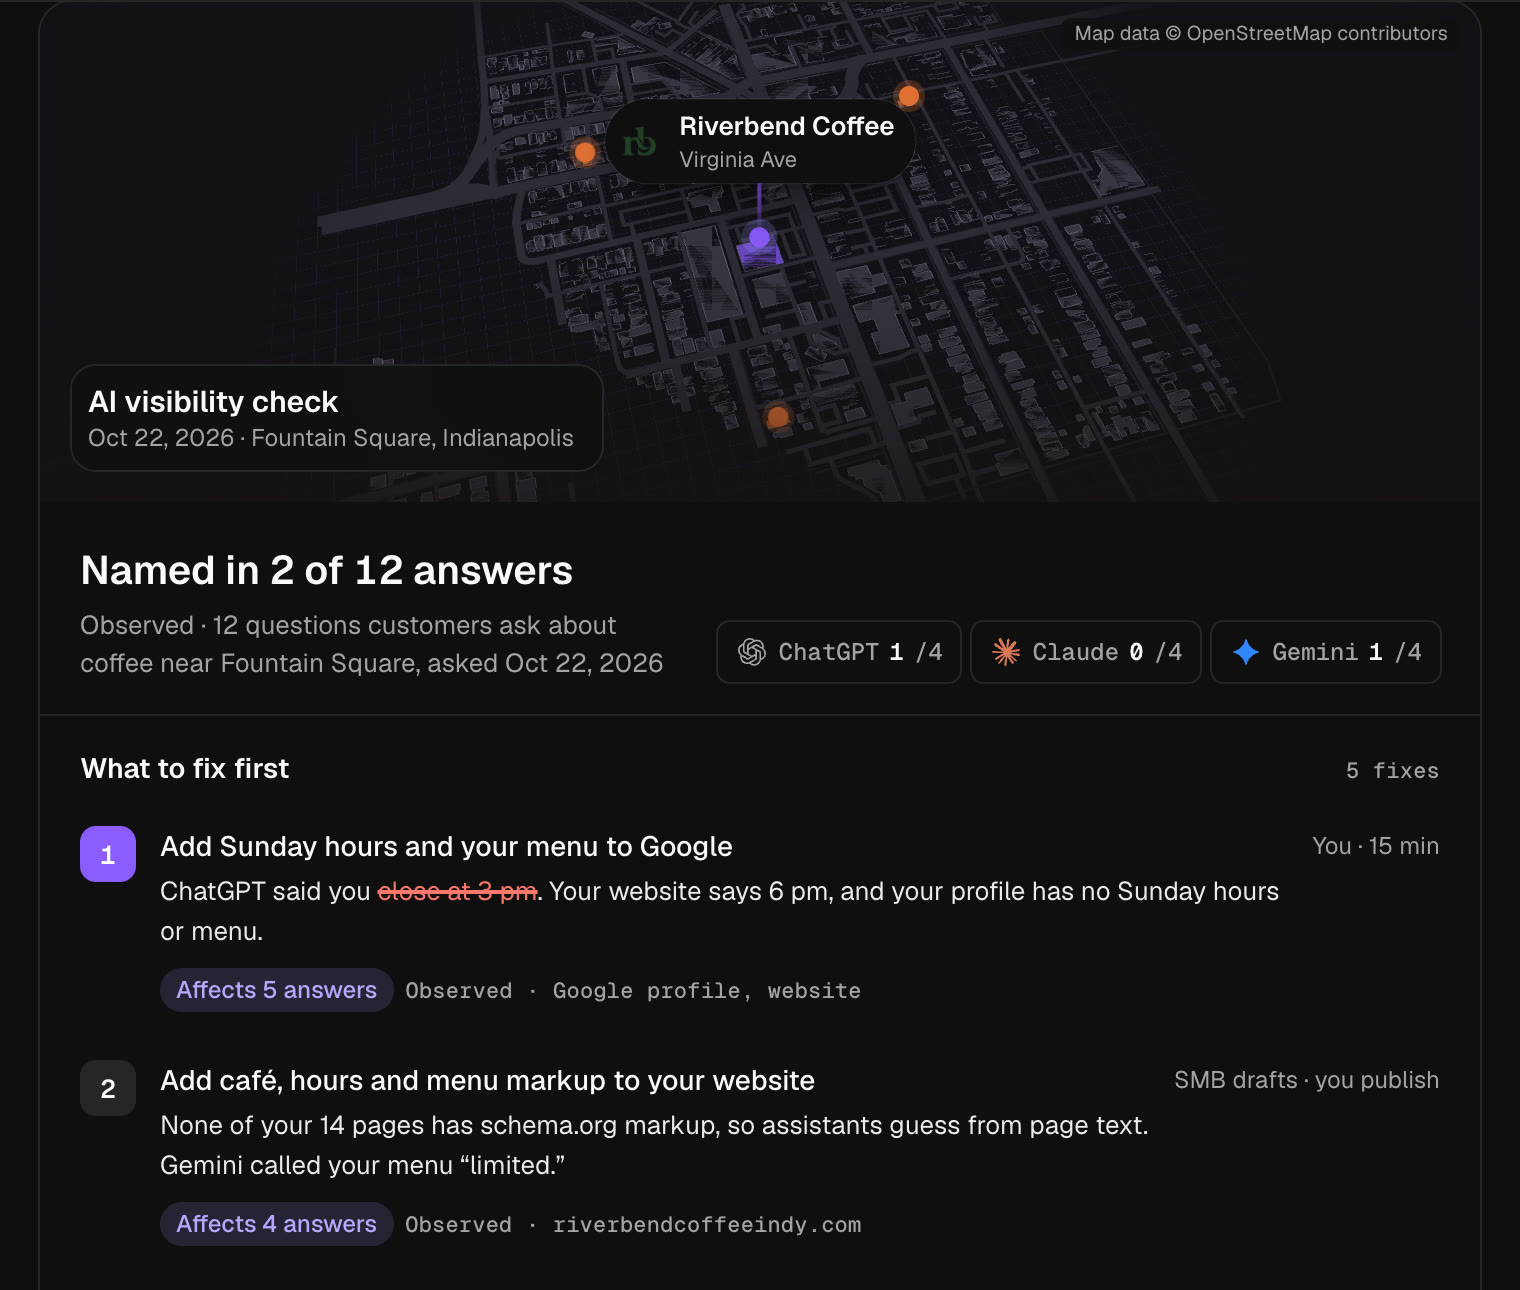 Map data © OpenStreetMap contributors
Riverbend Coffee
Virginia Ave
AI visibility check
Oct 22, 2026 · Fountain Square, Indianapolis
Named in 2 of 12 answers
Observed · 12 questions customers ask about
coffee near Fountain Square, asked Oct 22, 2026
ChatGPT 1 /4
Claude 0 /4
Gemini 1 /4
What to fix first
5 fixes
1
Add Sunday hours and your menu to Google
You · 15 min
ChatGPT said you close at 3 pm. Your website says 6 pm, and your profile has no Sunday hours
or menu.
Affects 5 answers
Observed · Google profile, website
2
Add café, hours and menu markup to your website
SMB drafts · you publish
None of your 14 pages has schema.org markup, so assistants guess from page text.
Gemini called your menu “limited.”
Affects 4 answers
Observed · riverbendcoffeeindy.com